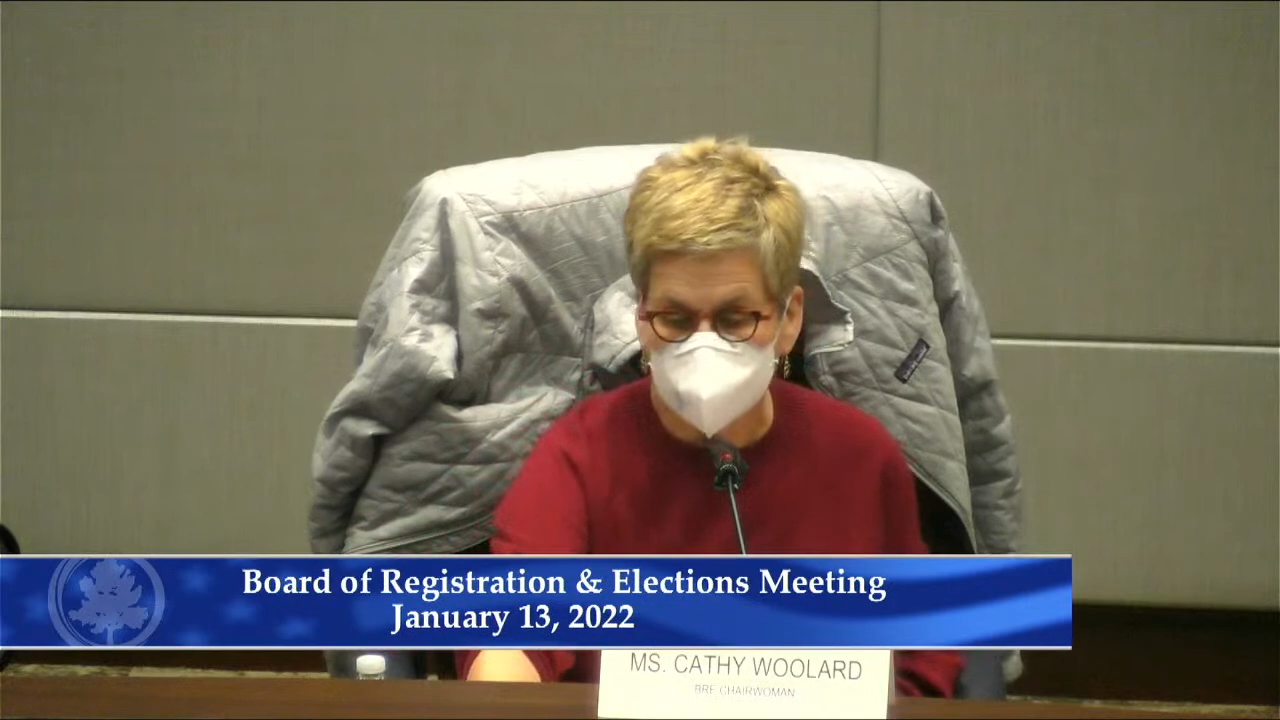 Board of Registration & Elections Meeting
January 13, 2022
MS. CATHY WOOLARD
BRE CHAIRWOMAN